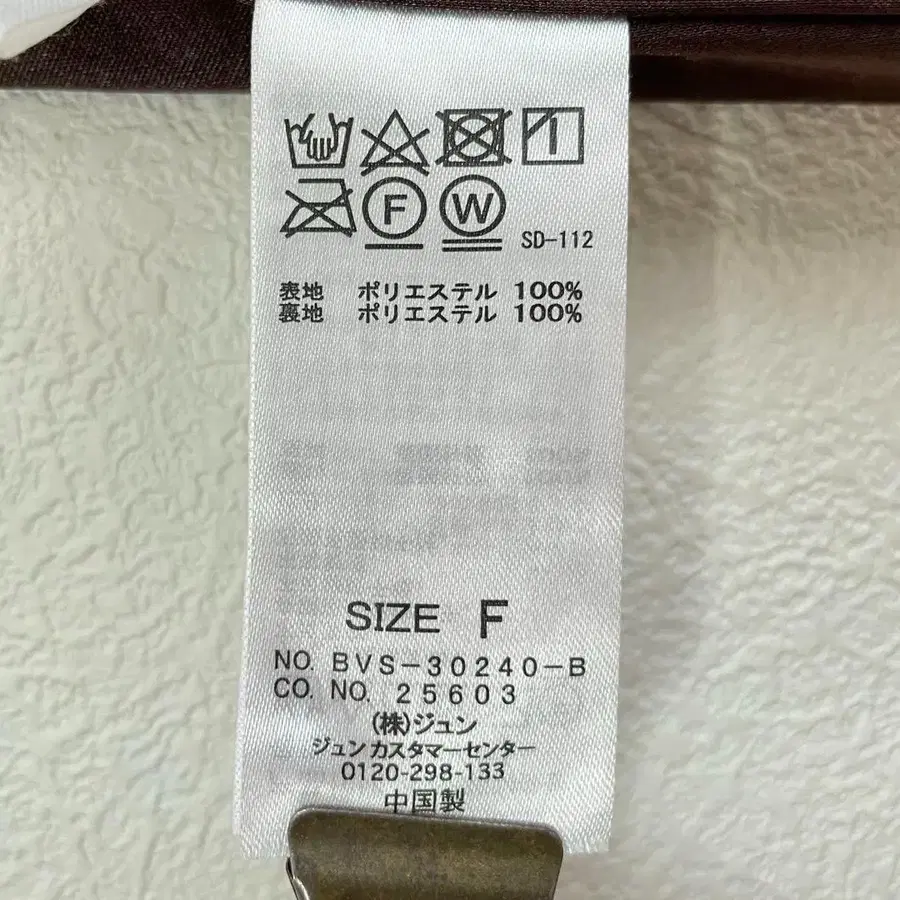 F W SD-112
表地 ポリエステル 100%
裏地 ポリエステル 100%
SIZE F
NO. BVS-30240-B
CO. NO. 25603
(株)ジュン
ジュンカスタマーセンター
0120-298-133
中国製